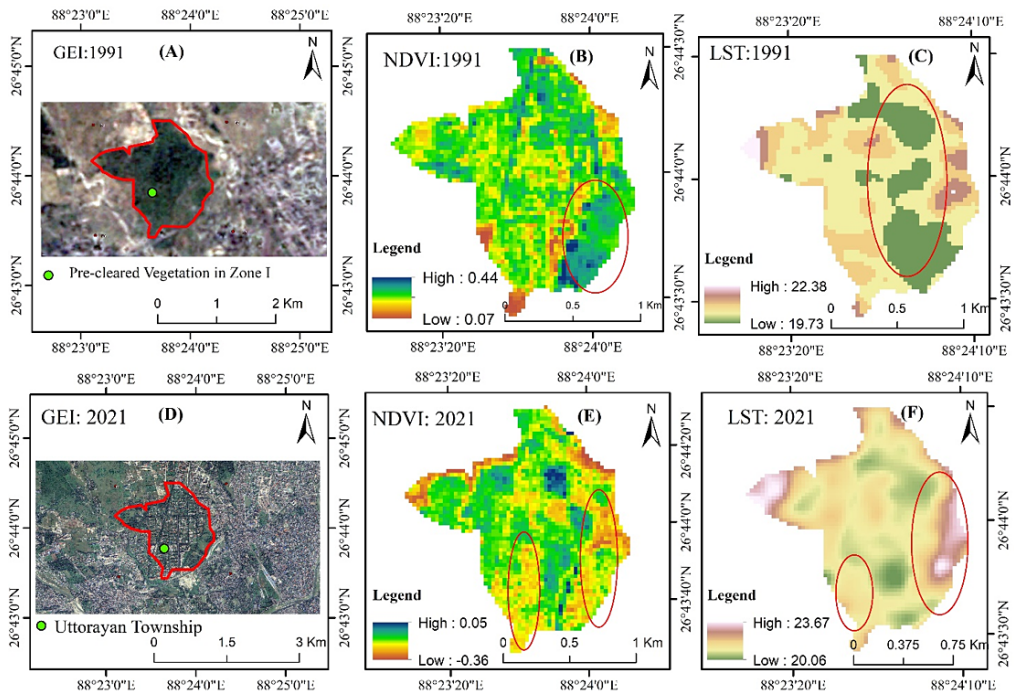 88°23'0"E 88°24'0"E 88°25'0"E
GEI:1991 (A)
N
26°45'0"N
26°44'0"N
26°43'0"N
Pre-cleared Vegetation in Zone I
0 1 2 Km
88°23'0"E 88°24'0"E 88°25'0"E
88°23'20"E 88°24'0"E
NDVI:1991 (B)
N
26°44'30"N
26°44'0"N
26°43'30"N
Legend
High : 0.44
Low : 0.07
0 0.5 1 Km
88°23'20"E 88°24'0"E
88°23'20"E 88°24'10"E
LST:1991 (C)
N
26°44'30"N
26°44'0"N
26°43'30"N
Legend
High : 22.38
Low : 19.73
0 0.5 1 Km
88°23'20"E 88°24'10"E
88°23'0"E 88°24'0"E 88°25'0"E
GEI: 2021 (D)
N
26°45'0"N
26°44'0"N
26°43'0"N
Uttorayan Township
0 1.5 3 Km
88°23'0"E 88°24'0"E 88°25'0"E
88°23'20"E 88°24'0"E
NDVI: 2021 (E)
N
26°44'20"N
26°44'0"N
26°43'40"N
Legend
High : 0.05
Low : -0.36
0 0.5 1 Km
88°23'20"E 88°24'0"E
88°23'20"E 88°24'10"E
LST: 2021 (F)
N
26°44'30"N
26°44'0"N
26°43'30"N
Legend
High : 23.67
Low : 20.06
0 0.375 0.75 Km
88°23'20"E 88°24'10"E